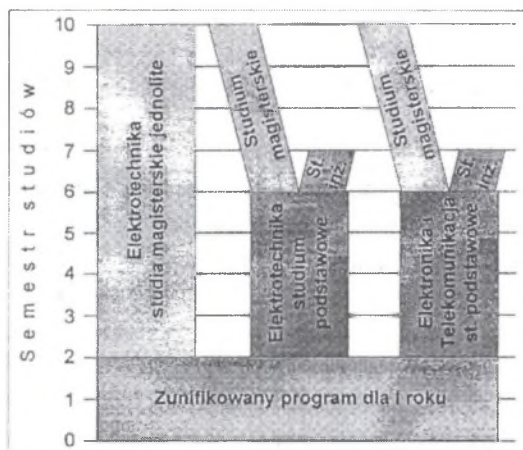 Semestr studiów
10
9
8
7
6
5
4
3
2
1
0
Elektrotechnika
studia magisterskie jednolite
Studium
magisterskie
St.
inż.
Elektrotechnika
studium
podstawowe
Studium
magisterskie
St.
inż.
Elektronika i
Telekomunikacja
st. podstawowe
Zunifikowany program dla I roku